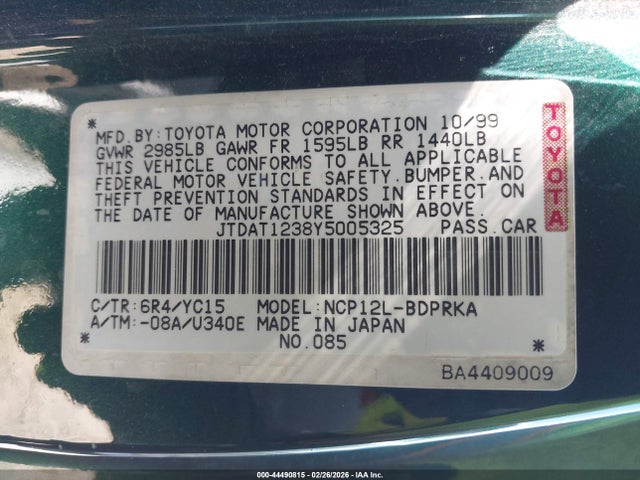 * MFD. BY: TOYOTA MOTOR CORPORATION 10/99
GVWR 2985LB GAWR FR 1595LB RR 1440LB
THIS VEHICLE CONFORMS TO ALL APPLICABLE
FEDERAL MOTOR VEHICLE SAFETY, BUMPER, AND
THEFT PREVENTION STANDARDS IN EFFECT ON
THE DATE OF MANUFACTURE SHOWN ABOVE.
TOYOTA
JTDAT1238Y5005325 PASS. CAR
C/TR: 6R4/YC15 MODEL: NCP12L-BDPRKA
A/TM: -08A/U340E MADE IN JAPAN
* NO. 085 *
BA4409009
000-44490815 - 02/26/2026 - IAA Inc.